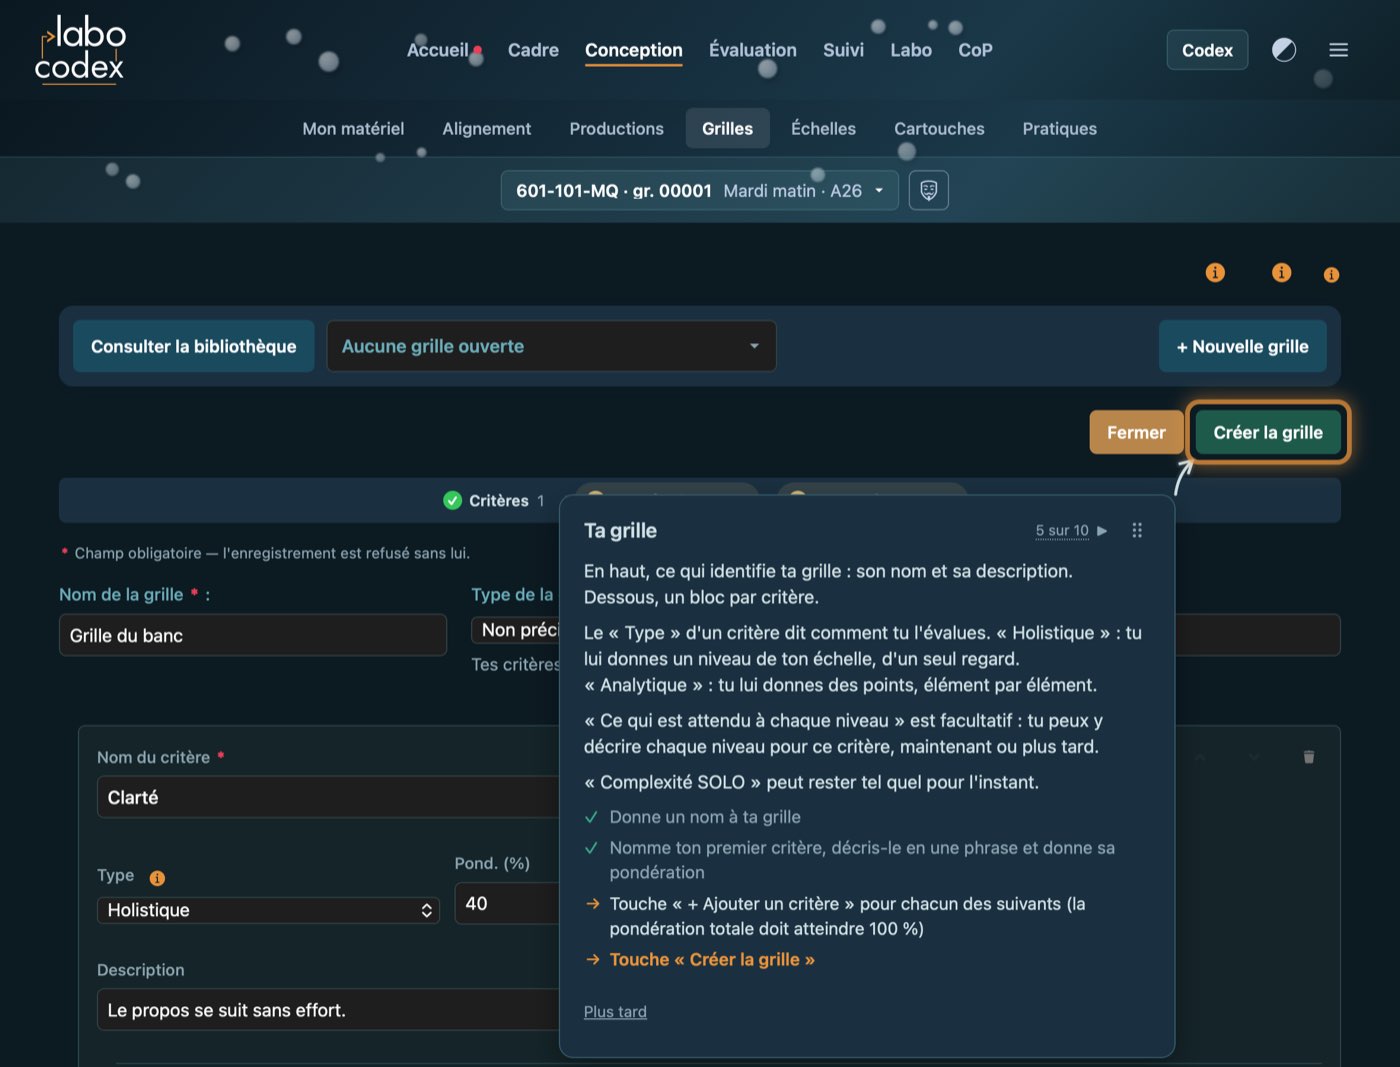 labo
codex
Accueil Cadre Conception Évaluation Suivi Labo CoP
Codex
Mon matériel Alignement Productions Grilles Échelles Cartouches Pratiques
601-101-MQ · gr. 00001 Mardi matin · A26
Consulter la bibliothèque
Aucune grille ouverte
+ Nouvelle grille
Fermer
Créer la grille
Critères 1
* Champ obligatoire — l'enregistrement est refusé sans lui.
Nom de la grille * :
Grille du banc
Type de la
Non préci
Tes critères
Nom du critère *
Clarté
Type
Holistique
Pond. (%)
40
Description
Le propos se suit sans effort.
Ta grille
5 sur 10
En haut, ce qui identifie ta grille : son nom et sa description.
Dessous, un bloc par critère.
Le « Type » d'un critère dit comment tu l'évalues. « Holistique » : tu
lui donnes un niveau de ton échelle, d'un seul regard.
« Analytique » : tu lui donnes des points, élément par élément.
« Ce qui est attendu à chaque niveau » est facultatif : tu peux y
décrire chaque niveau pour ce critère, maintenant ou plus tard.
« Complexité SOLO » peut rester tel quel pour l'instant.
Donne un nom à ta grille
Nomme ton premier critère, décris-le en une phrase et donne sa
pondération
Touche « + Ajouter un critère » pour chacun des suivants (la
pondération totale doit atteindre 100 %)
Touche « Créer la grille »
Plus tard